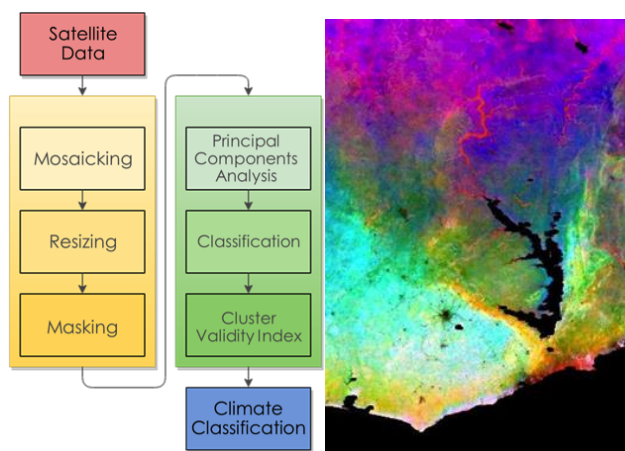 Satellite
Data
Mosaicking
Resizing
Masking
Principal
Components
Analysis
Classification
Cluster
Validity Index
Climate
Classification